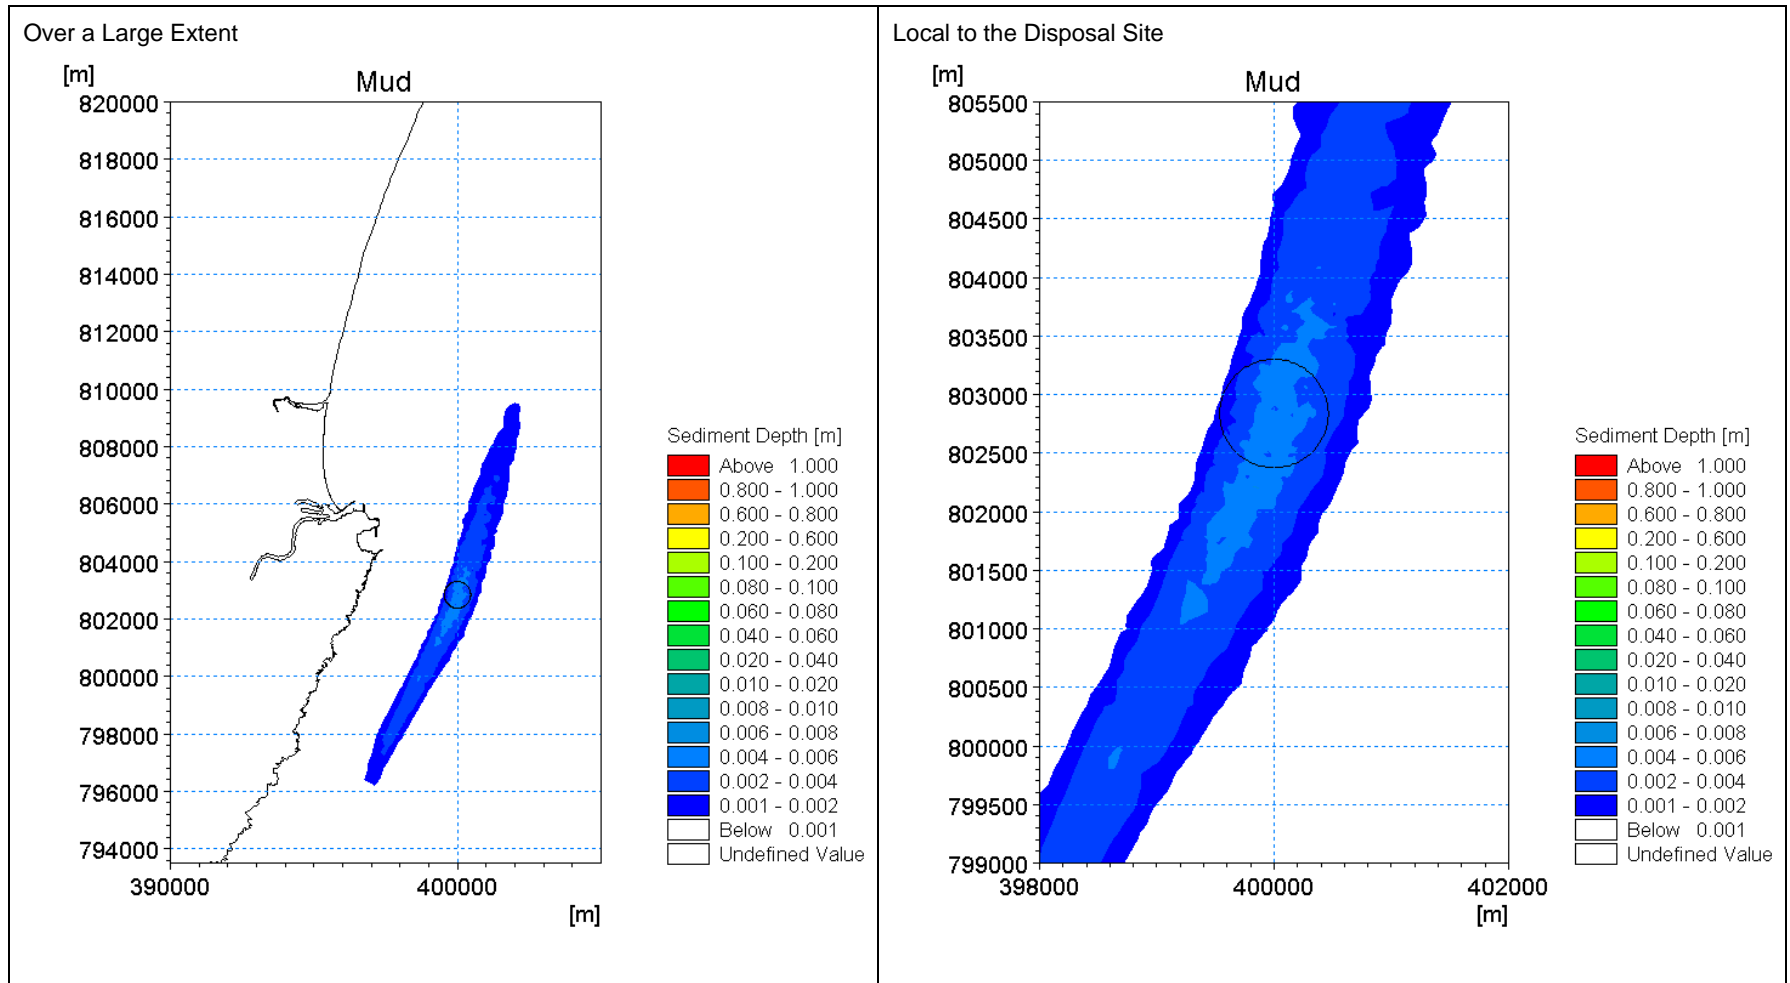 Over a Large Extent
[m]
Mud
820000
818000
816000
814000
812000
810000
808000
806000
804000
802000
800000
798000
796000
794000
390000 400000
[m]
Sediment Depth [m]
Above 1.000
0.800 - 1.000
0.600 - 0.800
0.200 - 0.600
0.100 - 0.200
0.080 - 0.100
0.060 - 0.080
0.040 - 0.060
0.020 - 0.040
0.010 - 0.020
0.008 - 0.010
0.006 - 0.008
0.004 - 0.006
0.002 - 0.004
0.001 - 0.002
Below 0.001
Undefined Value
Local to the Disposal Site
[m]
Mud
805500
805000
804500
804000
803500
803000
802500
802000
801500
801000
800500
800000
799500
799000
398000 400000 402000
[m]
Sediment Depth [m]
Above 1.000
0.800 - 1.000
0.600 - 0.800
0.200 - 0.600
0.100 - 0.200
0.080 - 0.100
0.060 - 0.080
0.040 - 0.060
0.020 - 0.040
0.010 - 0.020
0.008 - 0.010
0.006 - 0.008
0.004 - 0.006
0.002 - 0.004
0.001 - 0.002
Below 0.001
Undefined Value